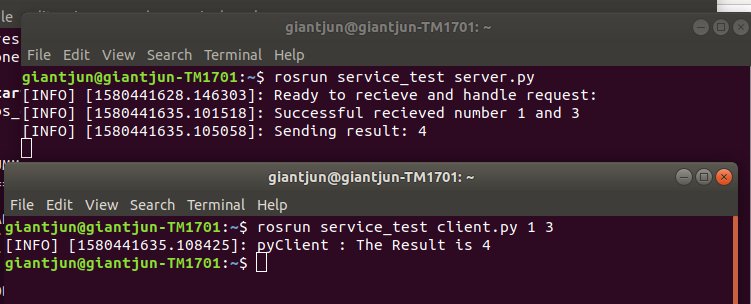 giantjun@giantjun-TM1701: ~
File Edit View Search Terminal Help
giantjun@giantjun-TM1701:~$ rosrun service_test server.py
[INFO] [1580441628.146303]: Ready to recieve and handle request:
[INFO] [1580441635.101518]: Successful recieved number 1 and 3
[INFO] [1580441635.105058]: Sending result: 4
giantjun@giantjun-TM1701: ~
File Edit View Search Terminal Help
giantjun@giantjun-TM1701:~$ rosrun service_test client.py 1 3
[INFO] [1580441635.108425]: pyClient : The Result is 4
giantjun@giantjun-TM1701:~$